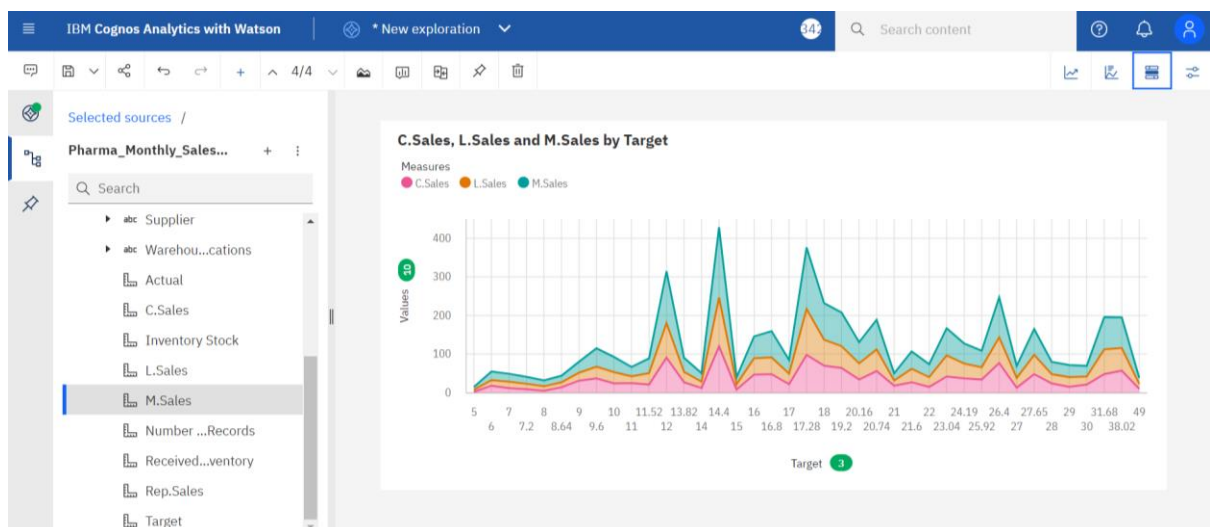 IBM Cognos Analytics with Watson
* New exploration
Search content
4/4
Selected sources /
Pharma_Monthly_Sales...
Search
abc Supplier
abc Warehou...cations
Actual
C.Sales
Inventory Stock
L.Sales
M.Sales
Number ...Records
Received...ventory
Rep.Sales
Target
C.Sales, L.Sales and M.Sales by Target
Measures
C.Sales L.Sales M.Sales
400
300
200
100
0
Values 10
5 7 8 9 10 11.52 13.82 14.4 16 17 18 20.16 21 22 24.19 26.4 27.65 29 31.68 49
6 7.2 8.64 9.6 11 12 14 15 16.8 17.28 19.2 20.74 21.6 23.04 25.92 27 28 30 38.02
Target 3